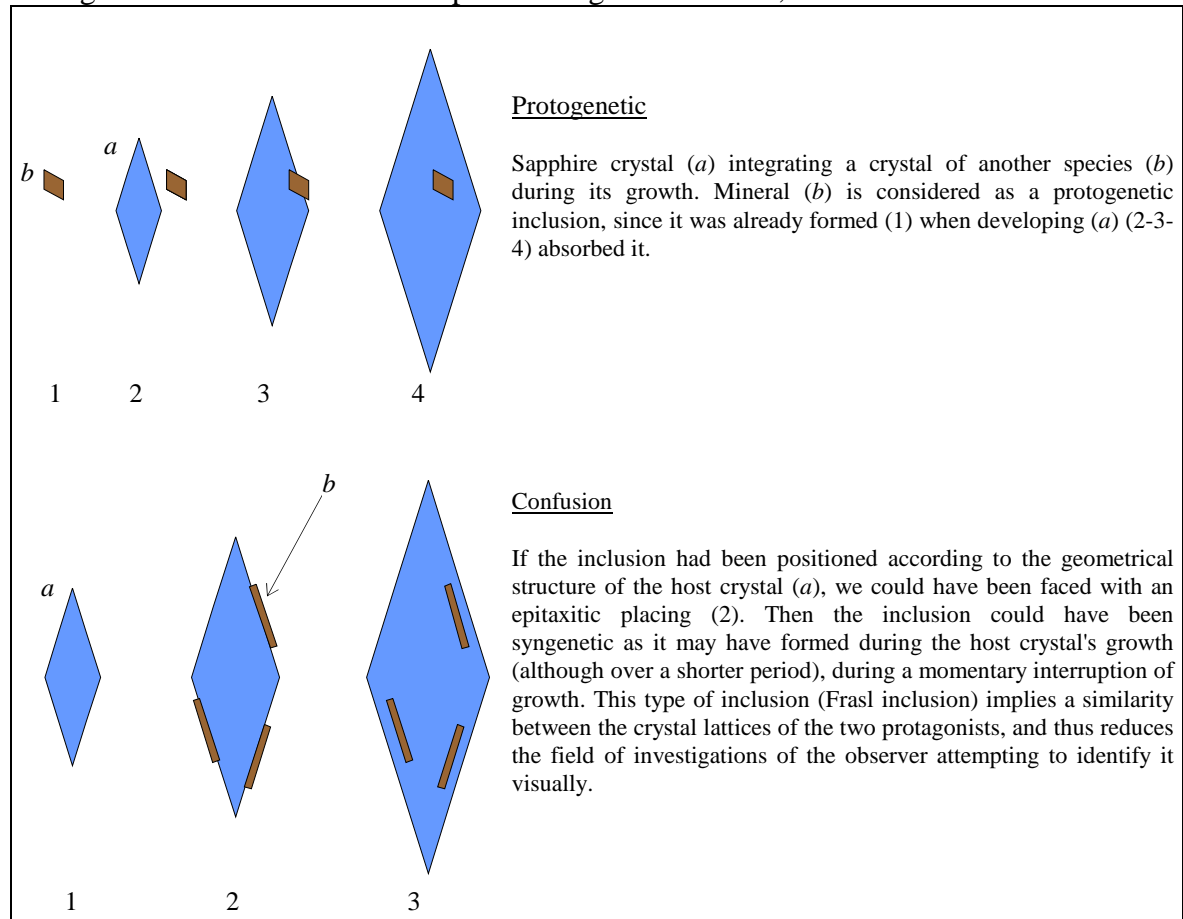 Protogenetic
Sapphire crystal (a) integrating a crystal of another species (b)
during its growth. Mineral (b) is considered as a protogenetic
inclusion, since it was already formed (1) when developing (a) (2-3-
4) absorbed it.
a
b
1 2 3 4
b
a
Confusion
If the inclusion had been positioned according to the geometrical
structure of the host crystal (a), we could have been faced with an
epitaxitic placing (2). Then the inclusion could have been
syngenetic as it may have formed during the host crystal's growth
(although over a shorter period), during a momentary interruption of
growth. This type of inclusion (Frasl inclusion) implies a similarity
between the crystal lattices of the two protagonists, and thus reduces
the field of investigations of the observer attempting to identify it
visually.
1 2 3